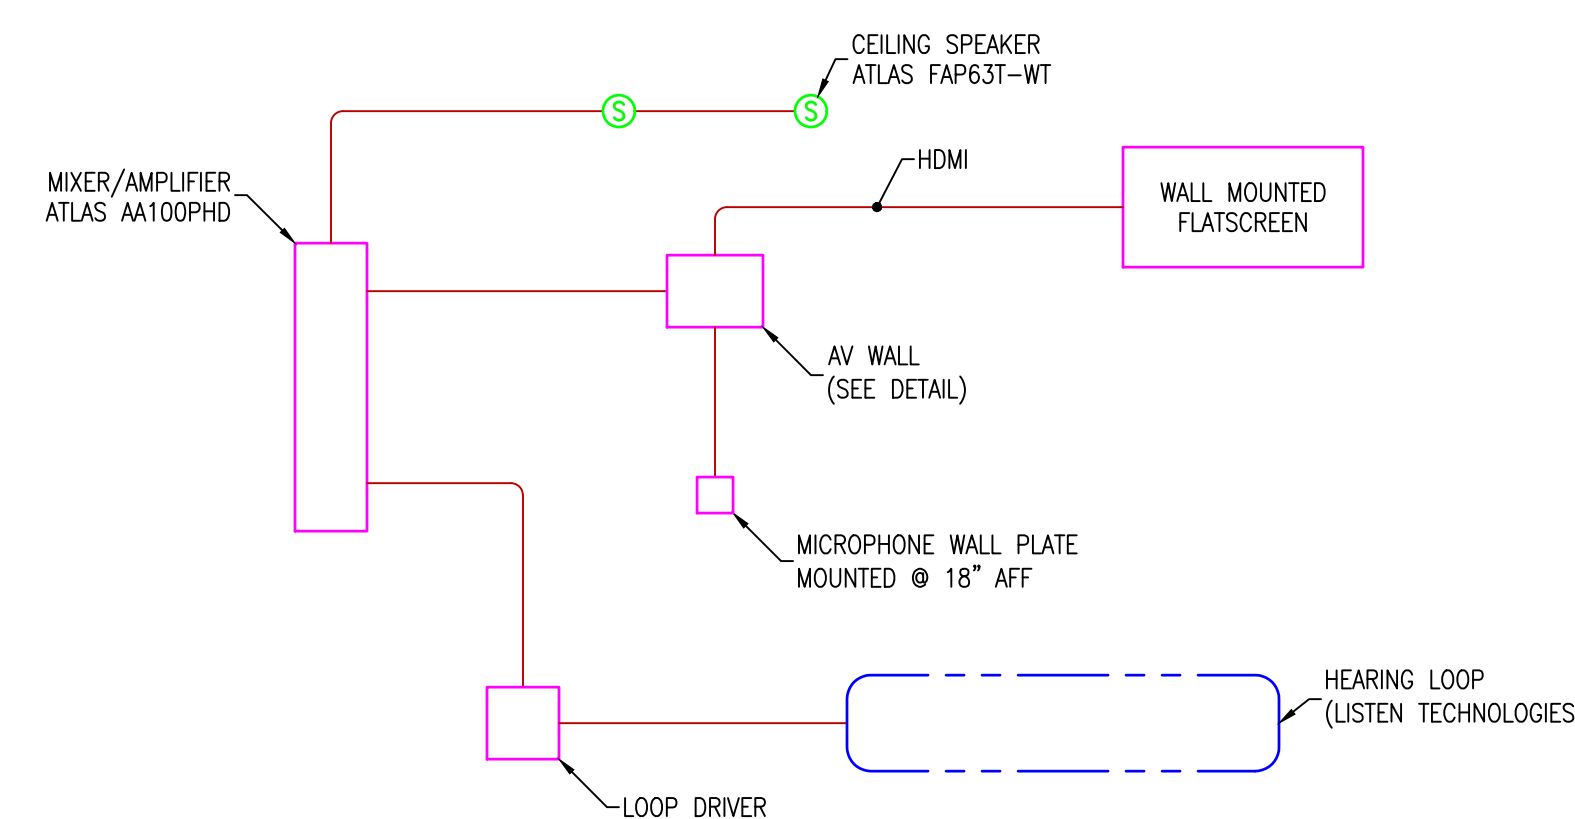 CEILING SPEAKER
ATLAS FAP63T-WT
S
S
HDMI
MIXER/AMPLIFIER
ATLAS AA100PHD
WALL MOUNTED
FLATSCREEN
AV WALL
(SEE DETAIL)
MICROPHONE WALL PLATE
MOUNTED @ 18" AFF
HEARING LOOP
(LISTEN TECHNOLOGIES
LOOP DRIVER